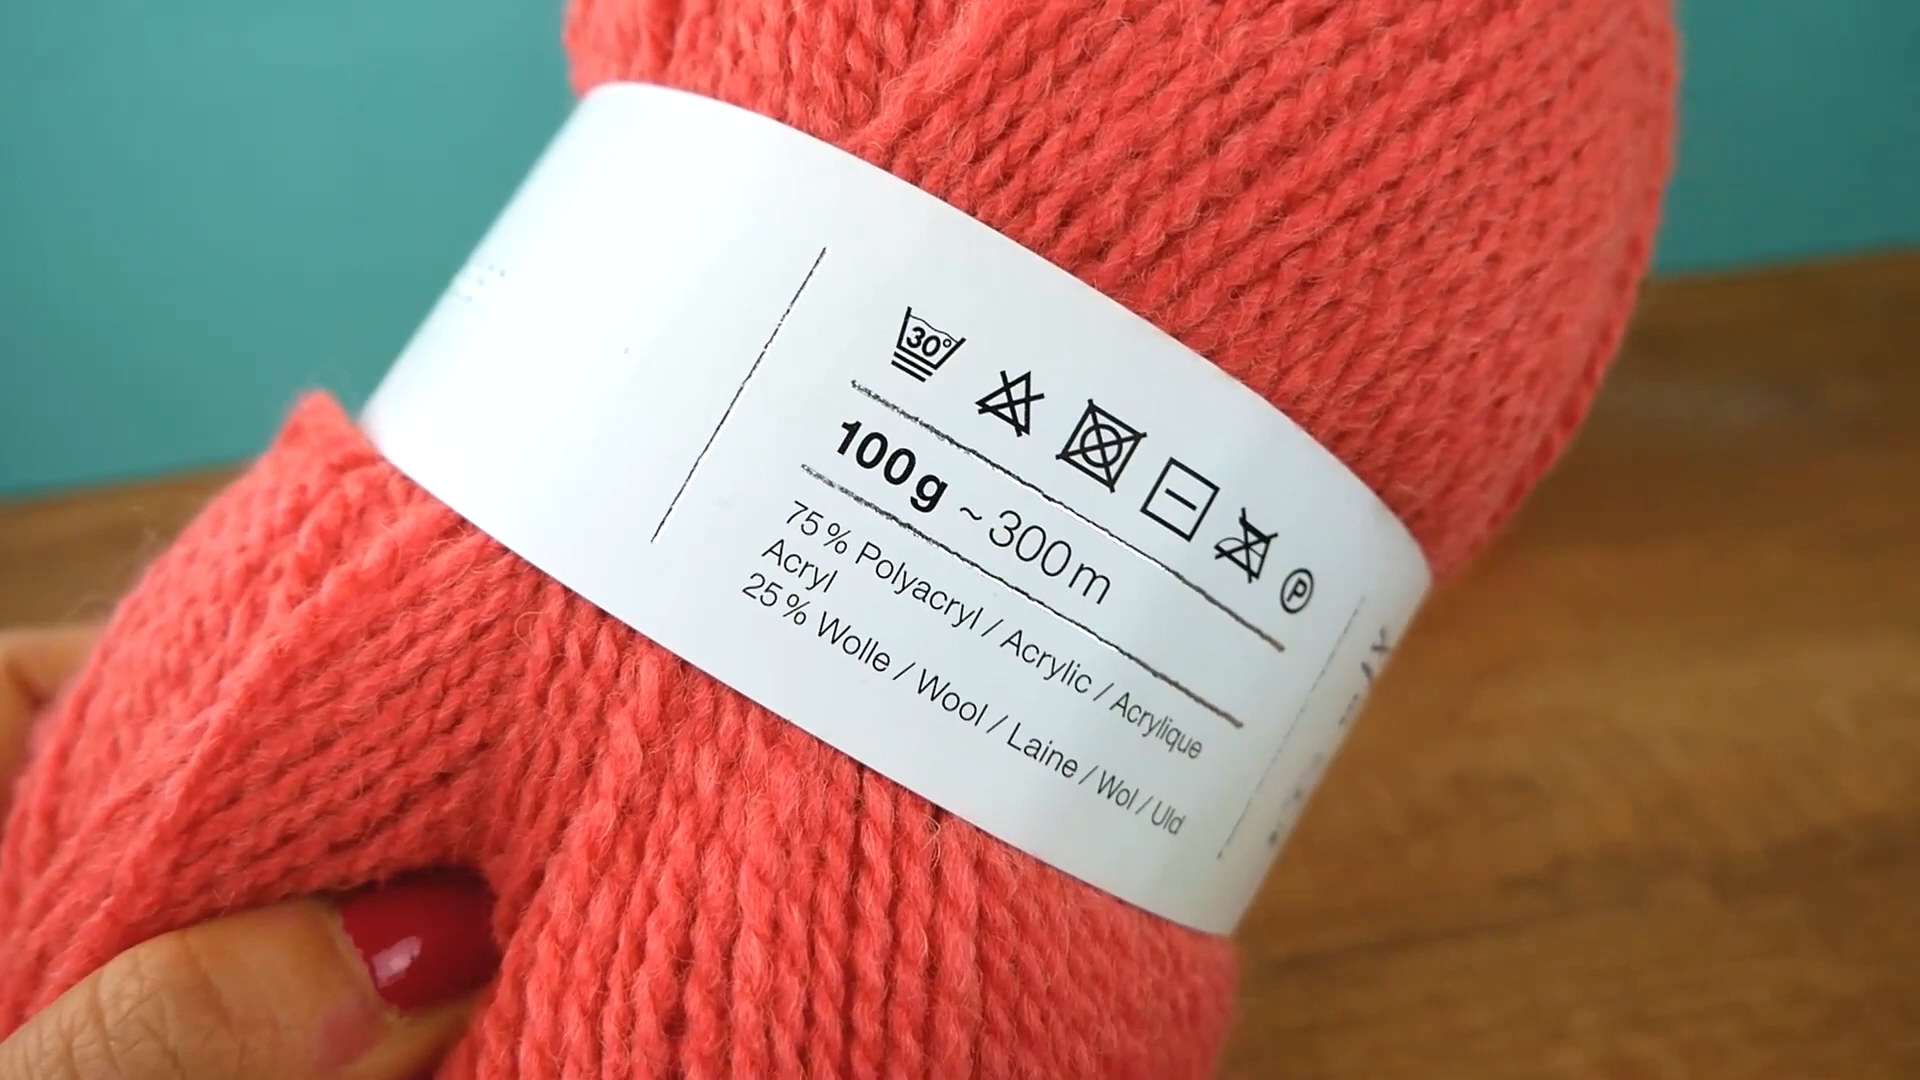 30°
100g ~300m
75% Polyacryl / Acrylic / Acrylique
Acryl
25% Wolle / Wool / Laine / Wol / Uld
P